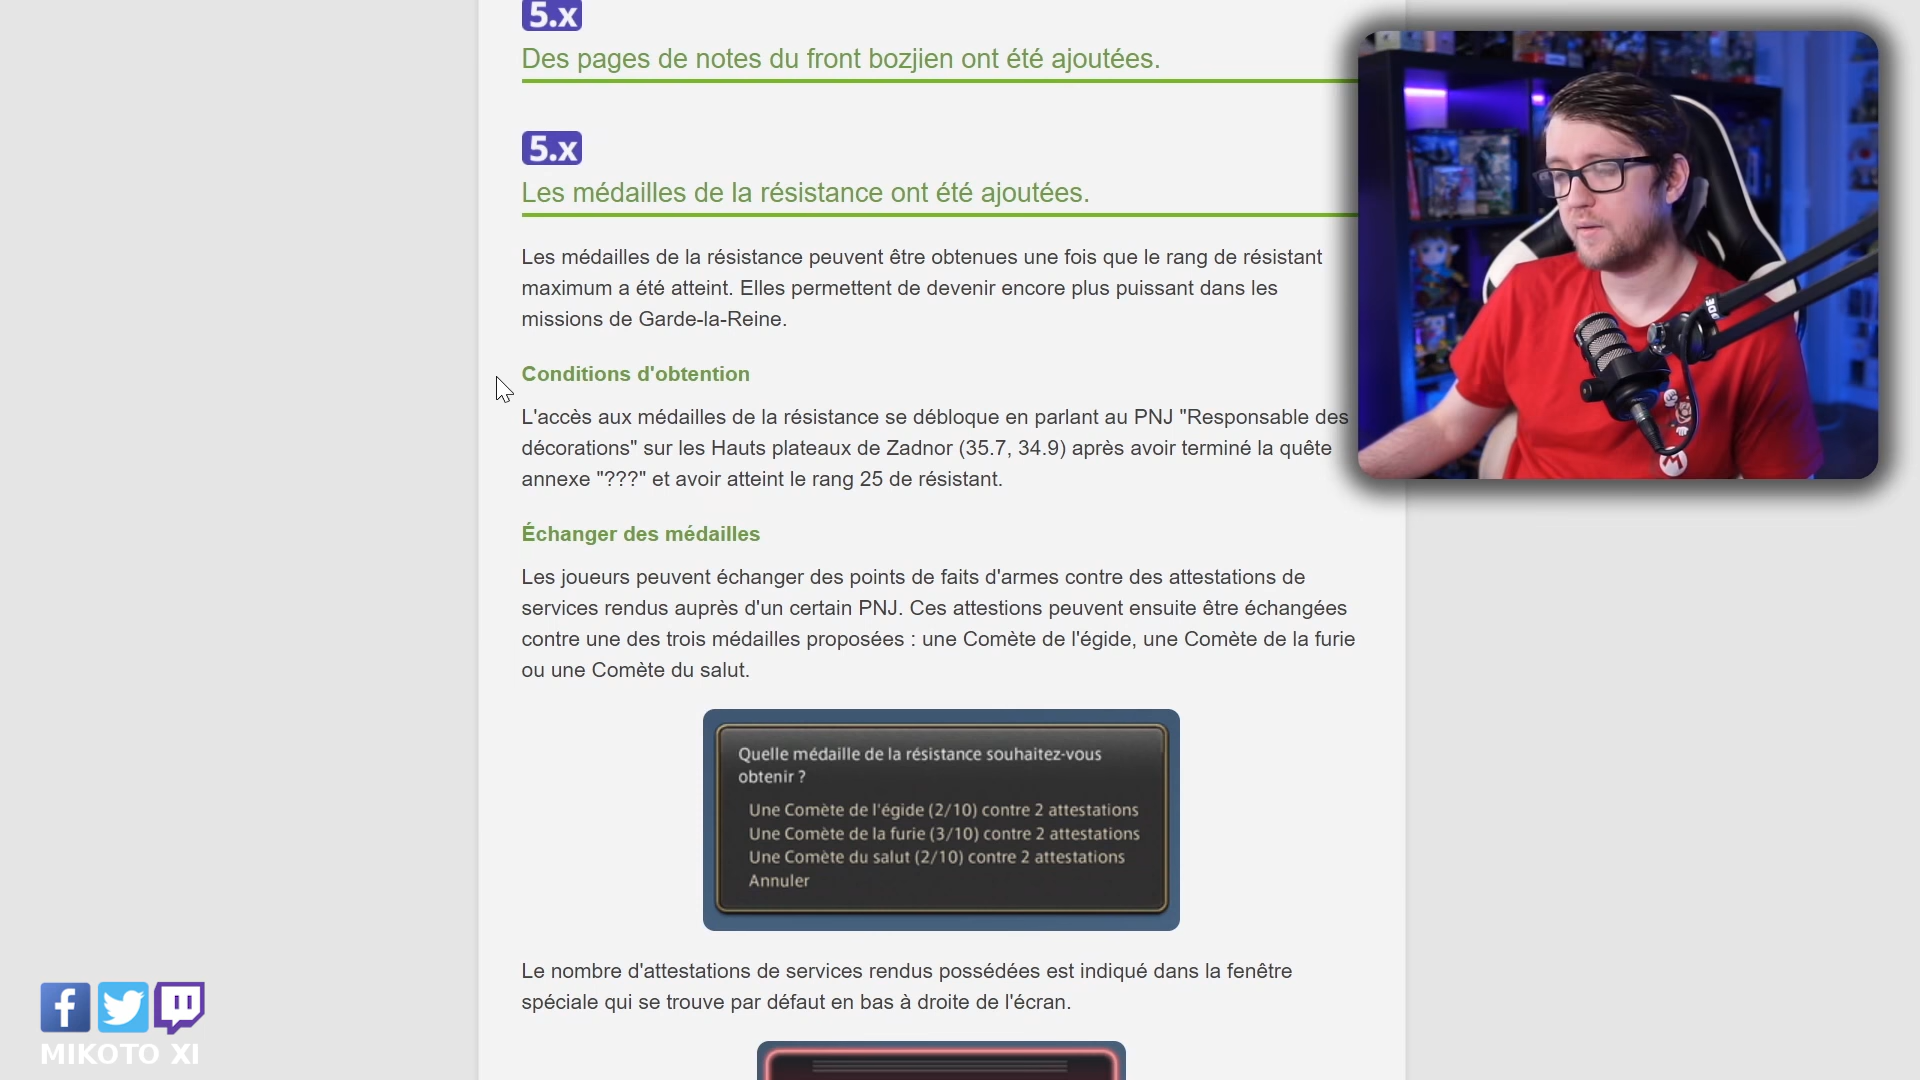 5.x
Des pages de notes du front bozjien ont été ajoutées.
5.x
Les médailles de la résistance ont été ajoutées.
Les médailles de la résistance peuvent être obtenues une fois que le rang de résistant
maximum a été atteint. Elles permettent de devenir encore plus puissant dans les
missions de Garde-la-Reine.
Conditions d'obtention
L'accès aux médailles de la résistance se débloque en parlant au PNJ "Responsable des
décorations" sur les Hauts plateaux de Zadnor (35.7, 34.9) après avoir terminé la quête
annexe "???" et avoir atteint le rang 25 de résistant.
Échanger des médailles
Les joueurs peuvent échanger des points de faits d'armes contre des attestations de
services rendus auprès d'un certain PNJ. Ces attestions peuvent ensuite être échangées
contre une des trois médailles proposées : une Comète de l'égide, une Comète de la furie
ou une Comète du salut.
Quelle médaille de la résistance souhaitez-vous
obtenir ?
Une Comète de l'égide (2/10) contre 2 attestations
Une Comète de la furie (3/10) contre 2 attestations
Une Comète du salut (2/10) contre 2 attestations
Annuler
Le nombre d'attestations de services rendus possédées est indiqué dans la fenêtre
spéciale qui se trouve par défaut en bas à droite de l'écran.
MIKOTO XI